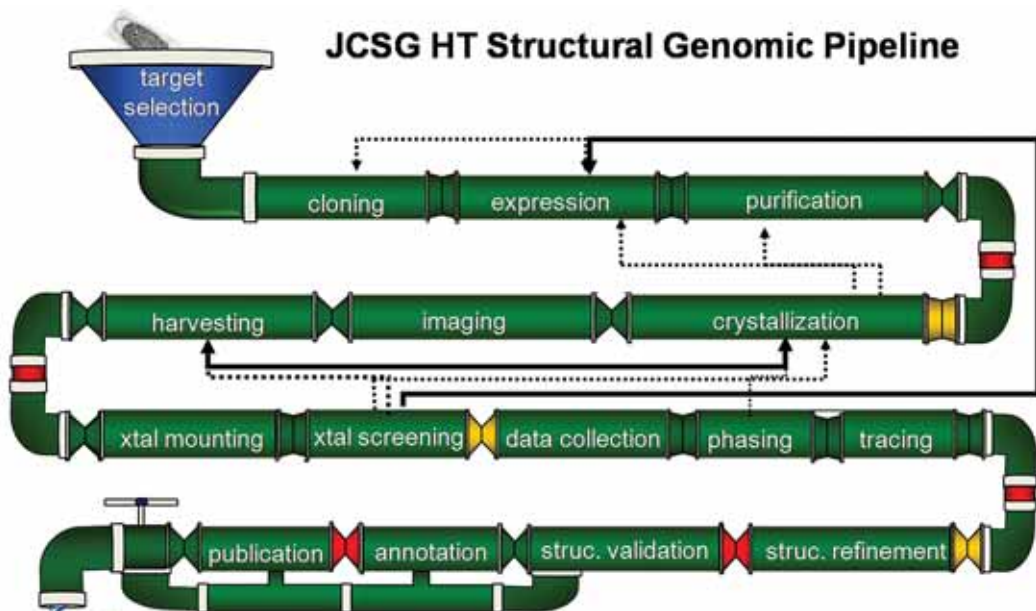 JCSG HT Structural Genomic Pipeline
target
selection
cloning
expression
purification
harvesting
imaging
crystallization
xtal mounting
xtal screening
data collection
phasing
tracing
publication
annotation
struc. validation
struc. refinement